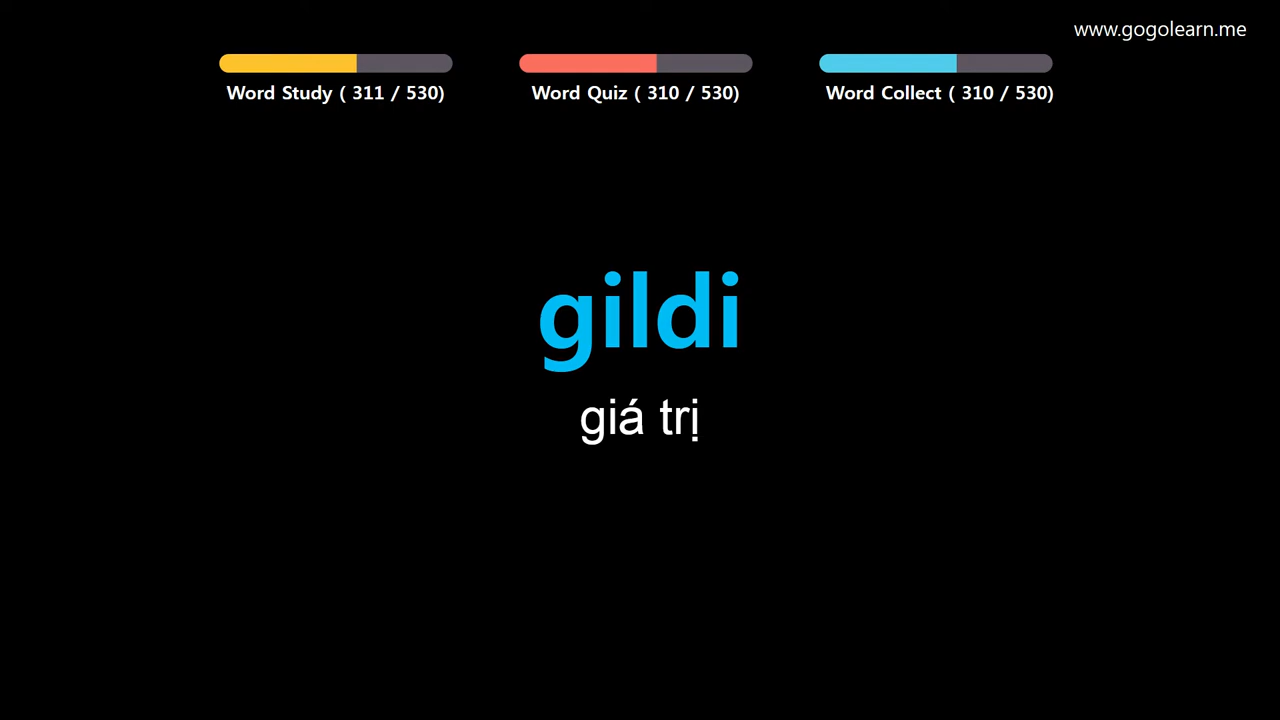 www.gogolearn.me
Word Study ( 311 / 530)
Word Quiz ( 310 / 530)
Word Collect ( 310 / 530)
gildi
giá trị